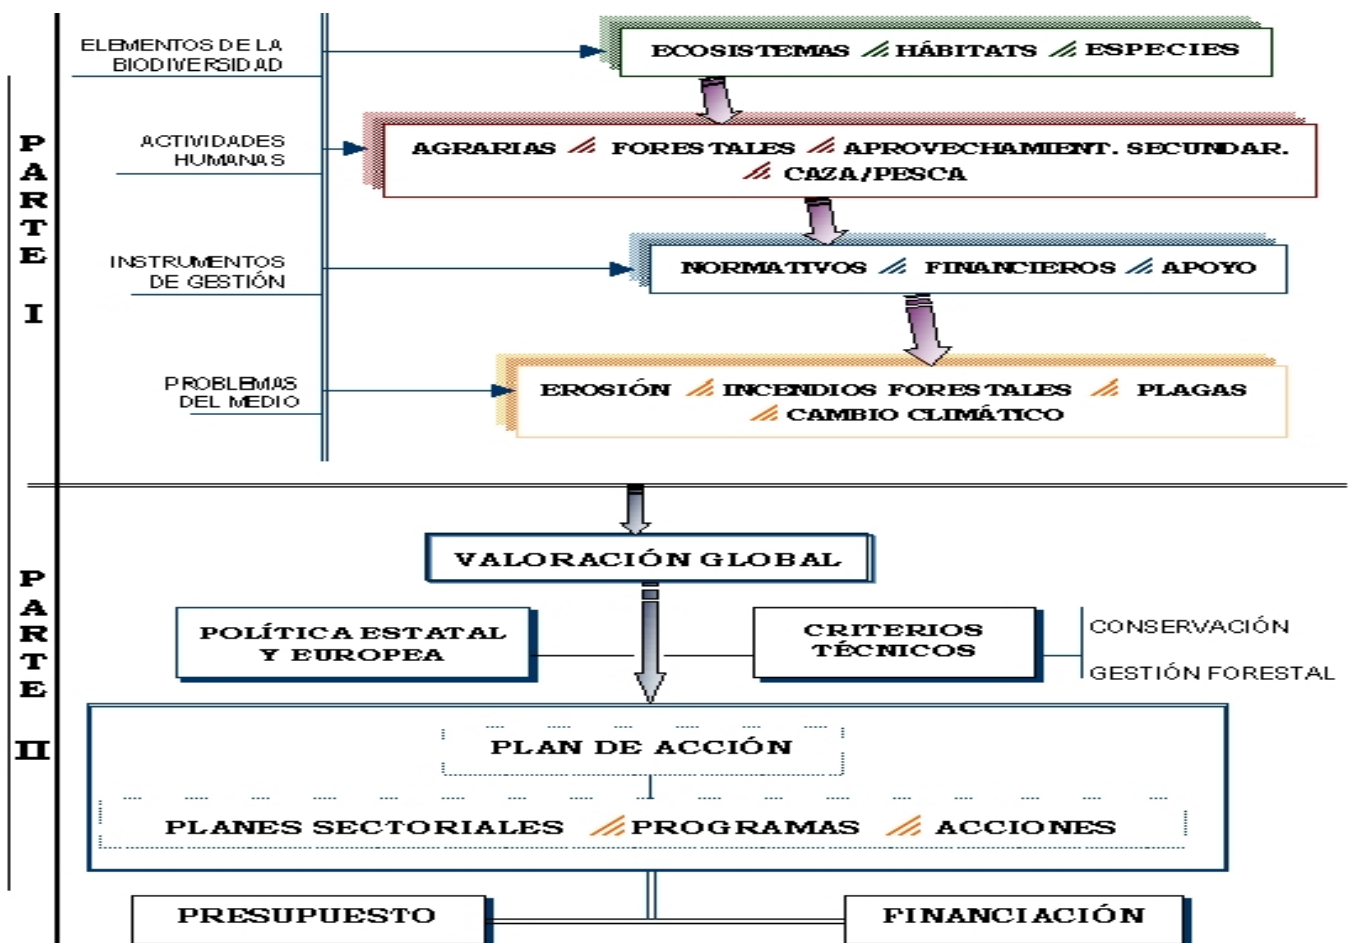 PARTE I
ELEMENTOS DE LA
BIODIVERSIDAD
ECOSISTEMAS HÁBITATS ESPECIES
ACTIVIDADES
HUMANAS
AGRARIAS FORESTALES APROVECHAMIENT. SECUNDAR.
CAZA/PESCA
INSTRUMENTOS
DE GESTIÓN
NORMATIVOS FINANCIEROS APOYO
PROBLEMAS
DEL MEDIO
EROSIÓN INCENDIOS FORESTALES PLAGAS
CAMBIO CLIMÁTICO
PARTE II
VALORACIÓN GLOBAL
POLÍTICA ESTATAL
Y EUROPEA
CRITERIOS
TÉCNICOS
CONSERVACIÓN
GESTIÓN FORESTAL
PLAN DE ACCIÓN
PLANES SECTORIALES PROGRAMAS ACCIONES
PRESUPUESTO
FINANCIACIÓN